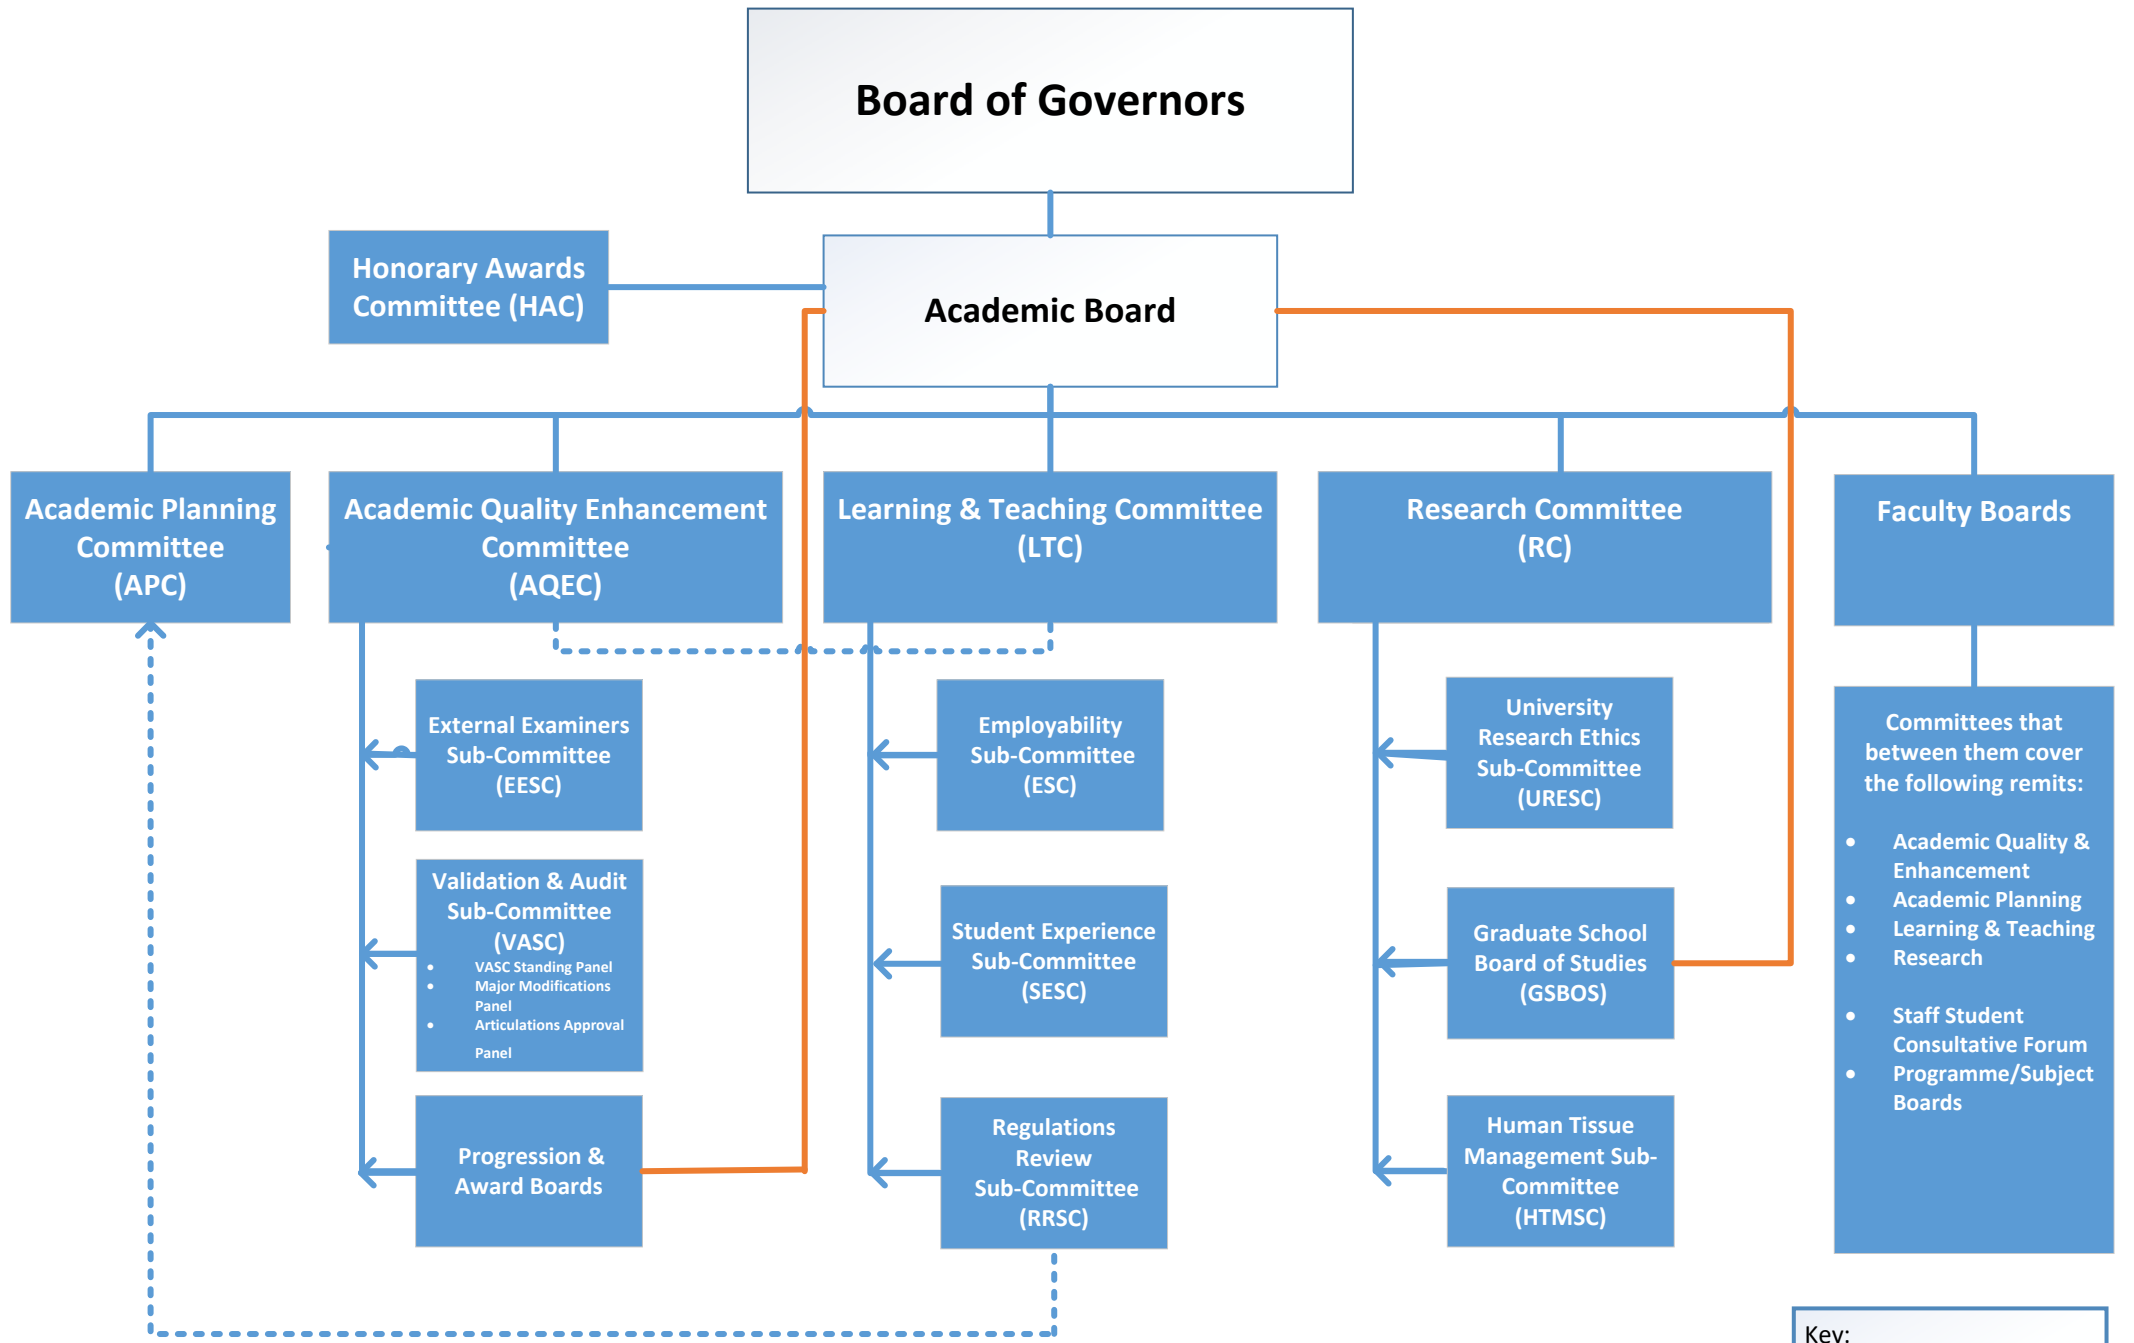 Board of Governors
Honorary Awards
Committee (HAC)
Academic Board
Academic Planning
Committee
(APC)
Academic Quality Enhancement
Committee
(AQEC)
Learning & Teaching Committee
(LTC)
Research Committee
(RC)
Faculty Boards
External Examiners
Sub-Committee
(EESC)
Validation & Audit
Sub-Committee
(VASC)
• VASC Standing Panel
• Major Modifications
Panel
• Articulations Approval
Panel
Progression &
Award Boards
Employability
Sub-Committee
(ESC)
Student Experience
Sub-Committee
(SESC)
Regulations
Review
Sub-Committee
(RRSC)
University
Research Ethics
Sub-Committee
(URESC)
Graduate School
Board of Studies
(GSBOS)
Human Tissue
Management Sub-
Committee
(HTMSC)
Committees that
between them cover
the following remits:
• Academic Quality &
Enhancement
• Academic Planning
• Learning & Teaching
• Research
• Staff Student
Consultative Forum
• Programme/Subject
Boards
Key: